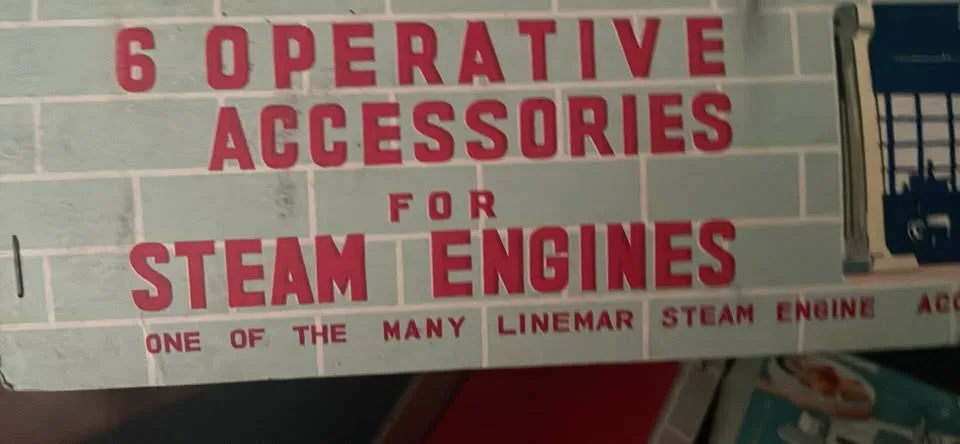 6 OPERATIVE
ACCESSORIES
FOR
STEAM ENGINES
ONE OF THE MANY LINEMAR STEAM ENGINE